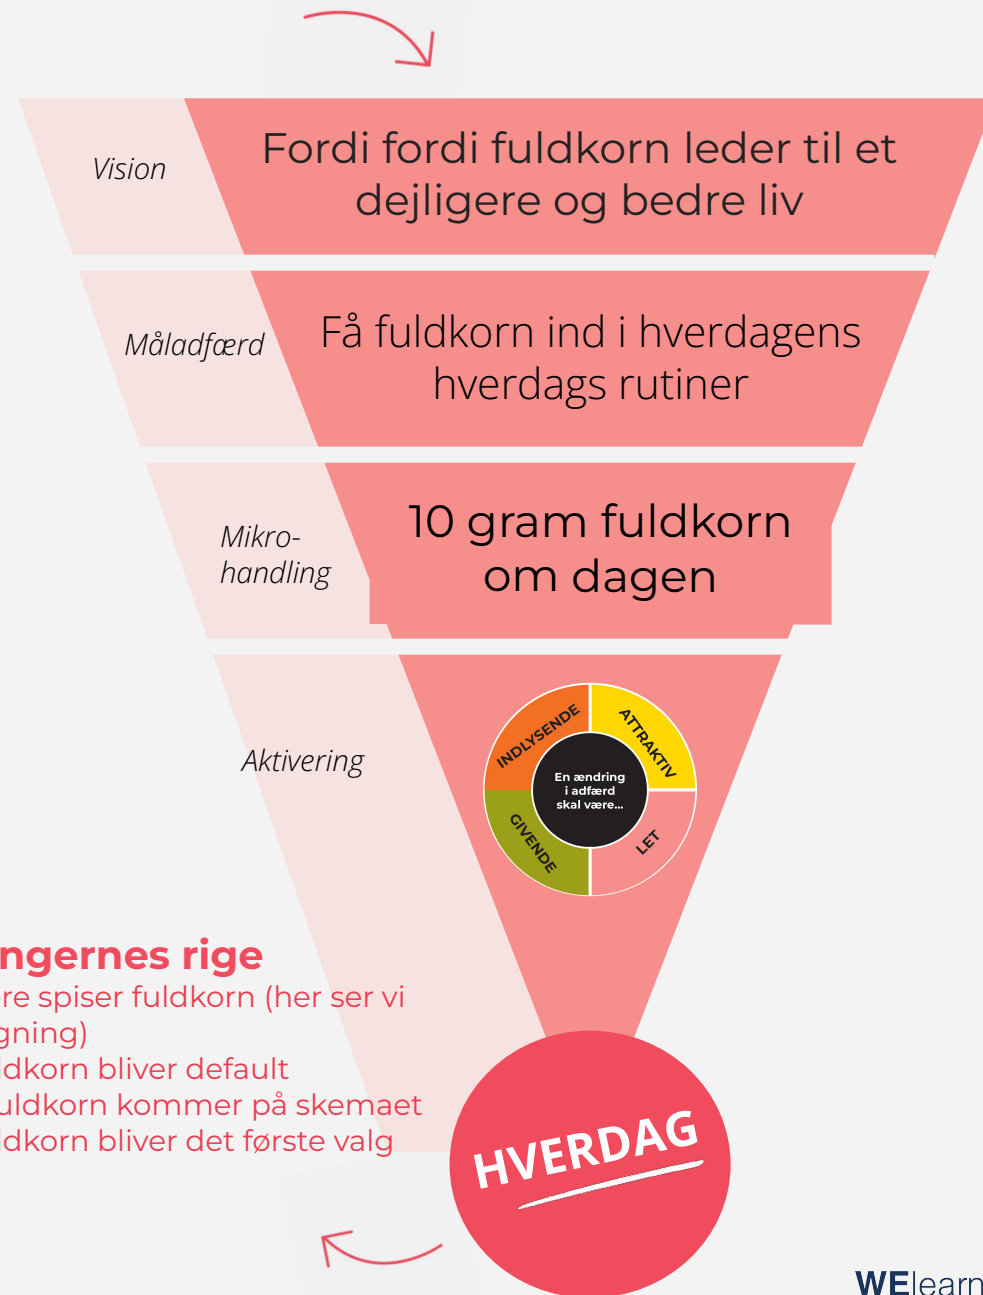 Vision
Fordi fordi fuldkorn leder til et
dejligere og bedre liv
Måladfærd
Få fuldkorn ind i hverdagens
hverdags rutiner
Mikro-
handling
10 gram fuldkorn
om dagen
Aktivering
INDLYSENDE
ATTRAKTIV
En ændring
i adfærd
skal være...
GIVENDE
LET
ngernes rige
re spiser fuldkorn (her ser vi
gning)
ldkorn bliver default
uldkorn kommer på skemaet
ldkorn bliver det første valg
HVERDAG
WElearn